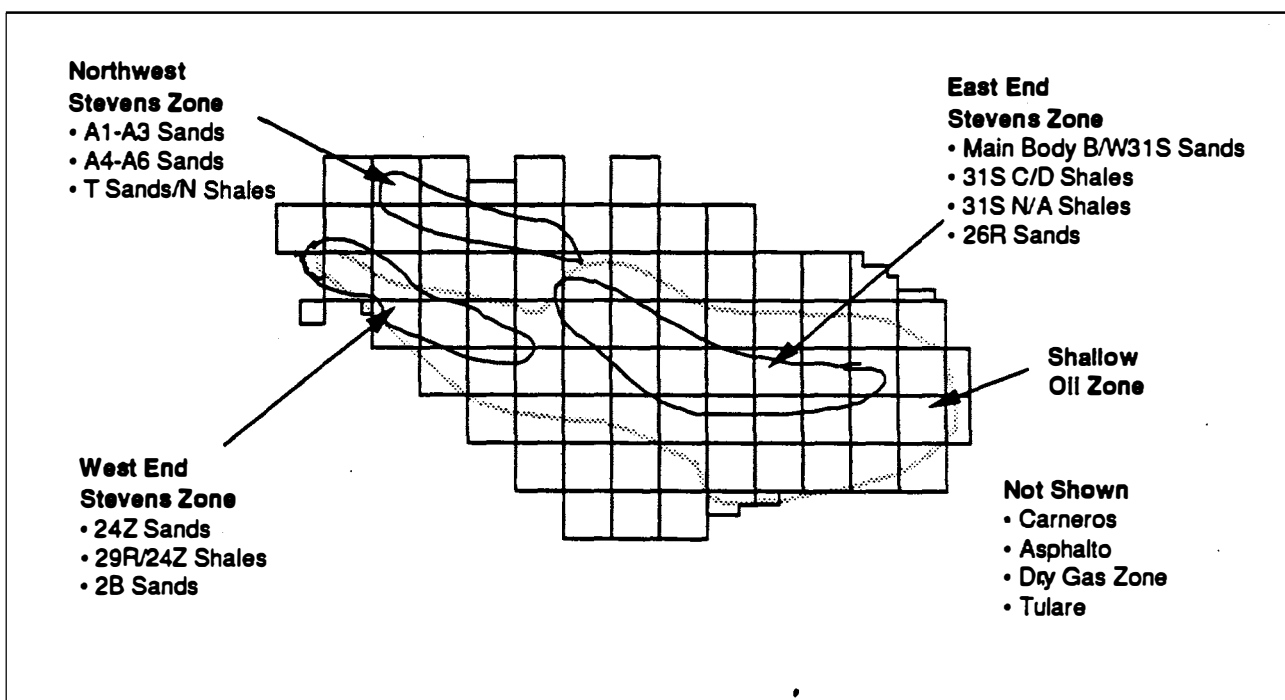 Northwest
Stevens Zone
• A1-A3 Sands
• A4-A6 Sands
• T Sands/N Shales
East End
Stevens Zone
• Main Body B/W31S Sands
• 31S C/D Shales
• 31S N/A Shales
• 26R Sands
Shallow
Oil Zone
West End
Stevens Zone
• 24Z Sands
• 29R/24Z Shales
• 2B Sands
Not Shown
• Carneros
• Asphalto
• Dry Gas Zone
• Tulare